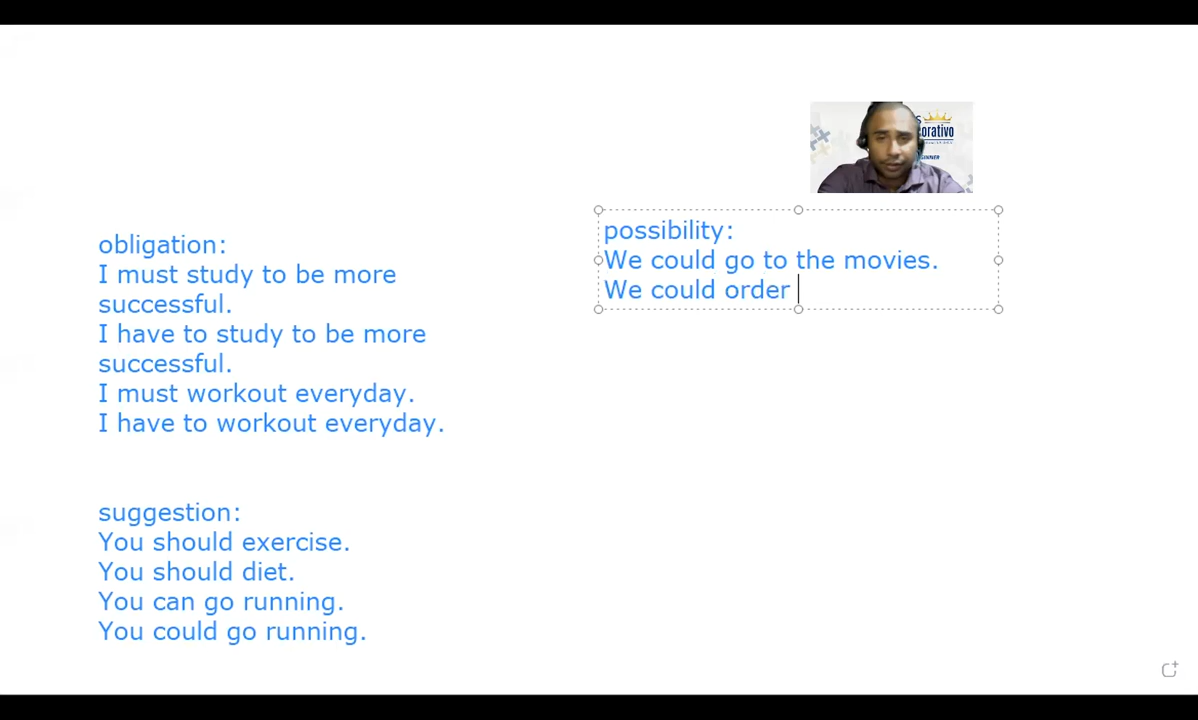 obligation:
I must study to be more
successful.
I have to study to be more
successful.
I must workout everyday.
I have to workout everyday.
suggestion:
You should exercise.
You should diet.
You can go running.
You could go running.
possibility:
We could go to the movies.
We could order